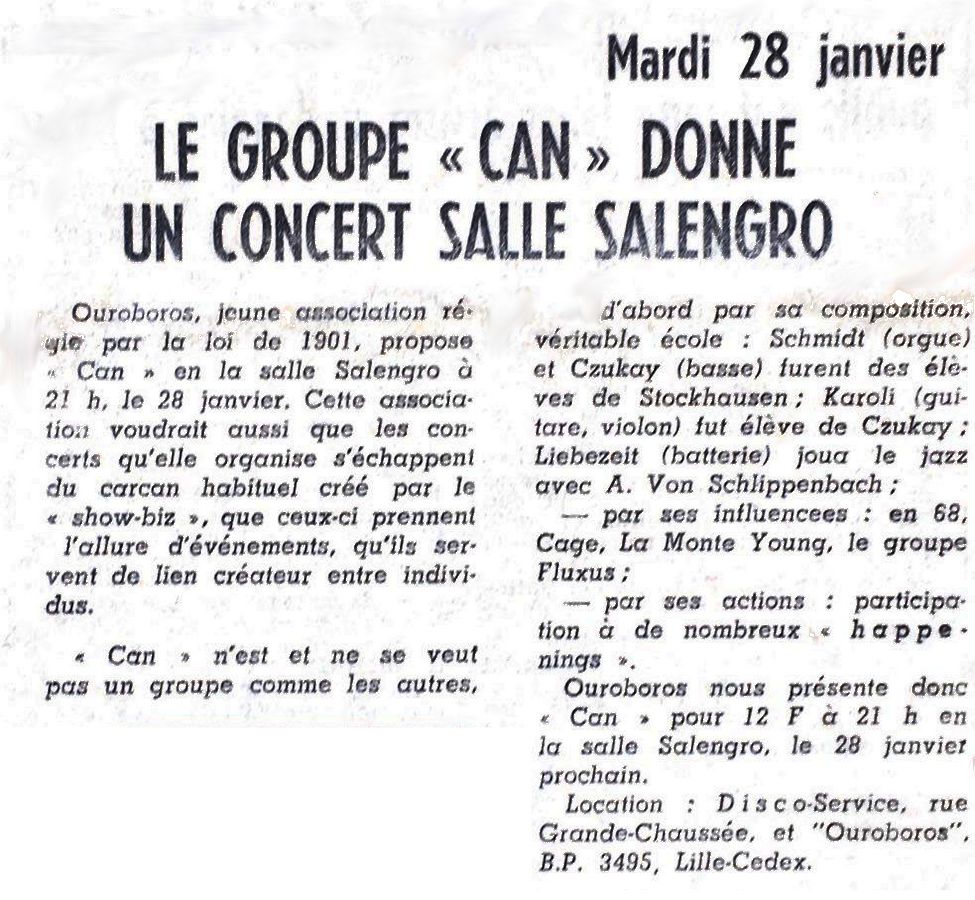 Mardi 28 janvier
LE GROUPE « CAN » DONNE
UN CONCERT SALLE SALENGRO
Ouroboros, jeune association ré-
gie par la loi de 1901, propose
« Can » en la salle Salengro à
21 h, le 28 janvier. Cette associa-
tion voudrait aussi que les con-
certs qu'elle organise s'échappent
du carcan habituel créé par le
« show-biz », que ceux-ci prennent
l'allure d'événements, qu'ils ser-
vent de lien créateur entre indivi-
dus.
« Can » n'est et ne se veut
pas un groupe comme les autres,
d'abord par sa composition,
véritable école : Schmidt (orgue)
et Czukay (basse) furent des élè-
ves de Stockhausen ; Karoli (gui-
tare, violon) fut élève de Czukay ;
Liebezeit (batterie) joua le jazz
avec A. Von Schlippenbach ;
— par ses influencees : en 68,
Cage, La Monte Young, le groupe
Fluxus ;
— par ses actions : participa-
tion à de nombreux « happe-
nings ».
Ouroboros nous présente donc
« Can » pour 12 F à 21 h en
la salle Salengro, le 28 janvier
prochain.
Location : Disco-Service, rue
Grande-Chaussée, et "Ouroboros",
B.P. 3495, Lille-Cedex.